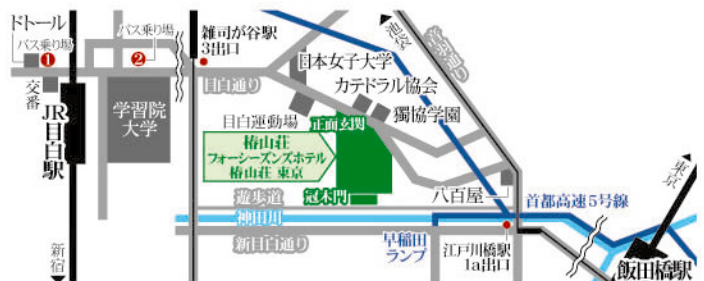 ドトール
バス乗り場
❶
交番
JR目白駅
新宿
バス乗り場
❷
学習院
大学
雑司が谷駅
3出口
目白通り
池袋
音羽通り
日本女子大学
カテドラル協会
獨協学園
目白運動場
正面玄関
椿山荘
フォーシーズンズホテル
椿山荘 東京
冠木門
八百屋
遊歩道
神田川
新目白通り
早稲田
ランプ
首都高速5号線
江戸川橋駅
1a出口
東京
飯田橋駅